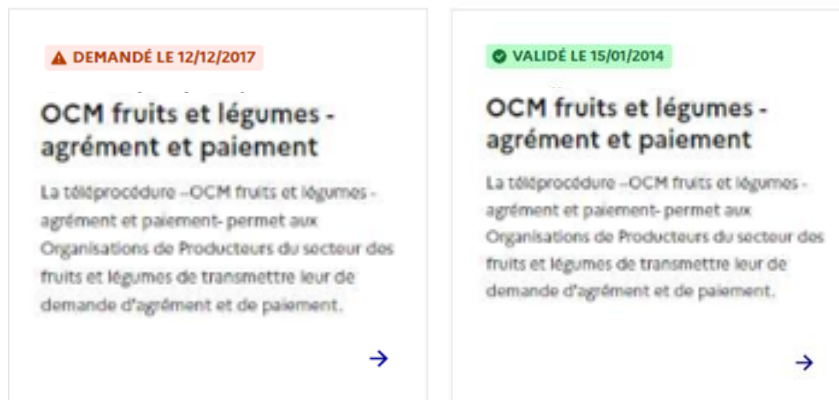 DEMANDÉ LE 12/12/2017
OCM fruits et légumes -
agrément et paiement
La téléprocédure –OCM fruits et légumes -
agrément et paiement- permet aux
Organisations de Producteurs du secteur des
fruits et légumes de transmettre leur de
demande d'agrément et de paiement.
VALIDÉ LE 15/01/2014
OCM fruits et légumes -
agrément et paiement
La téléprocédure –OCM fruits et légumes -
agrément et paiement- permet aux
Organisations de Producteurs du secteur des
fruits et légumes de transmettre leur de
demande d'agrément et de paiement.